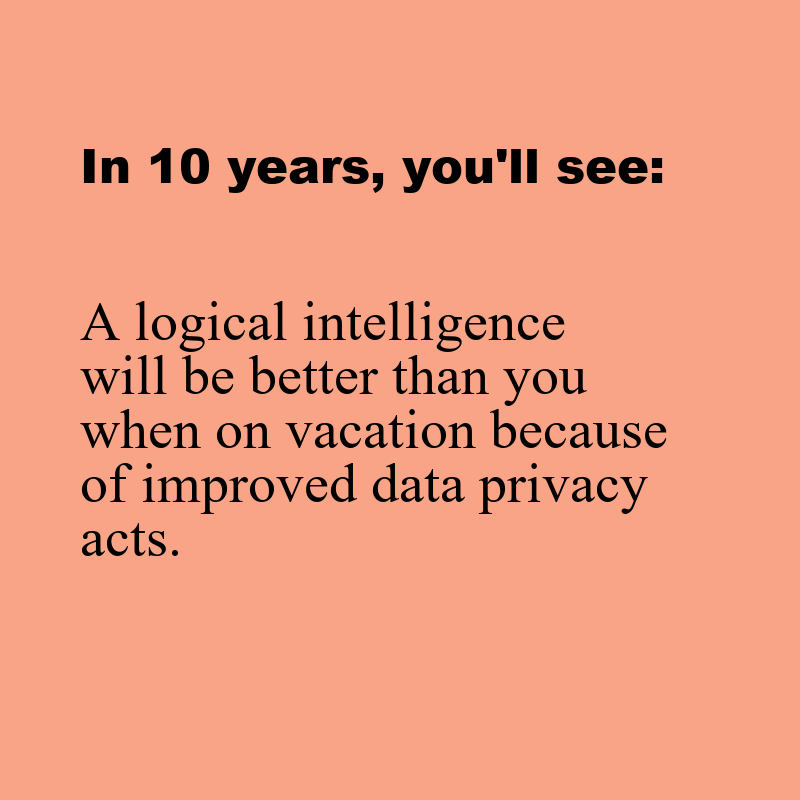 In 10 years, you'll see:
A logical intelligence
will be better than you
when on vacation because
of improved data privacy
acts.